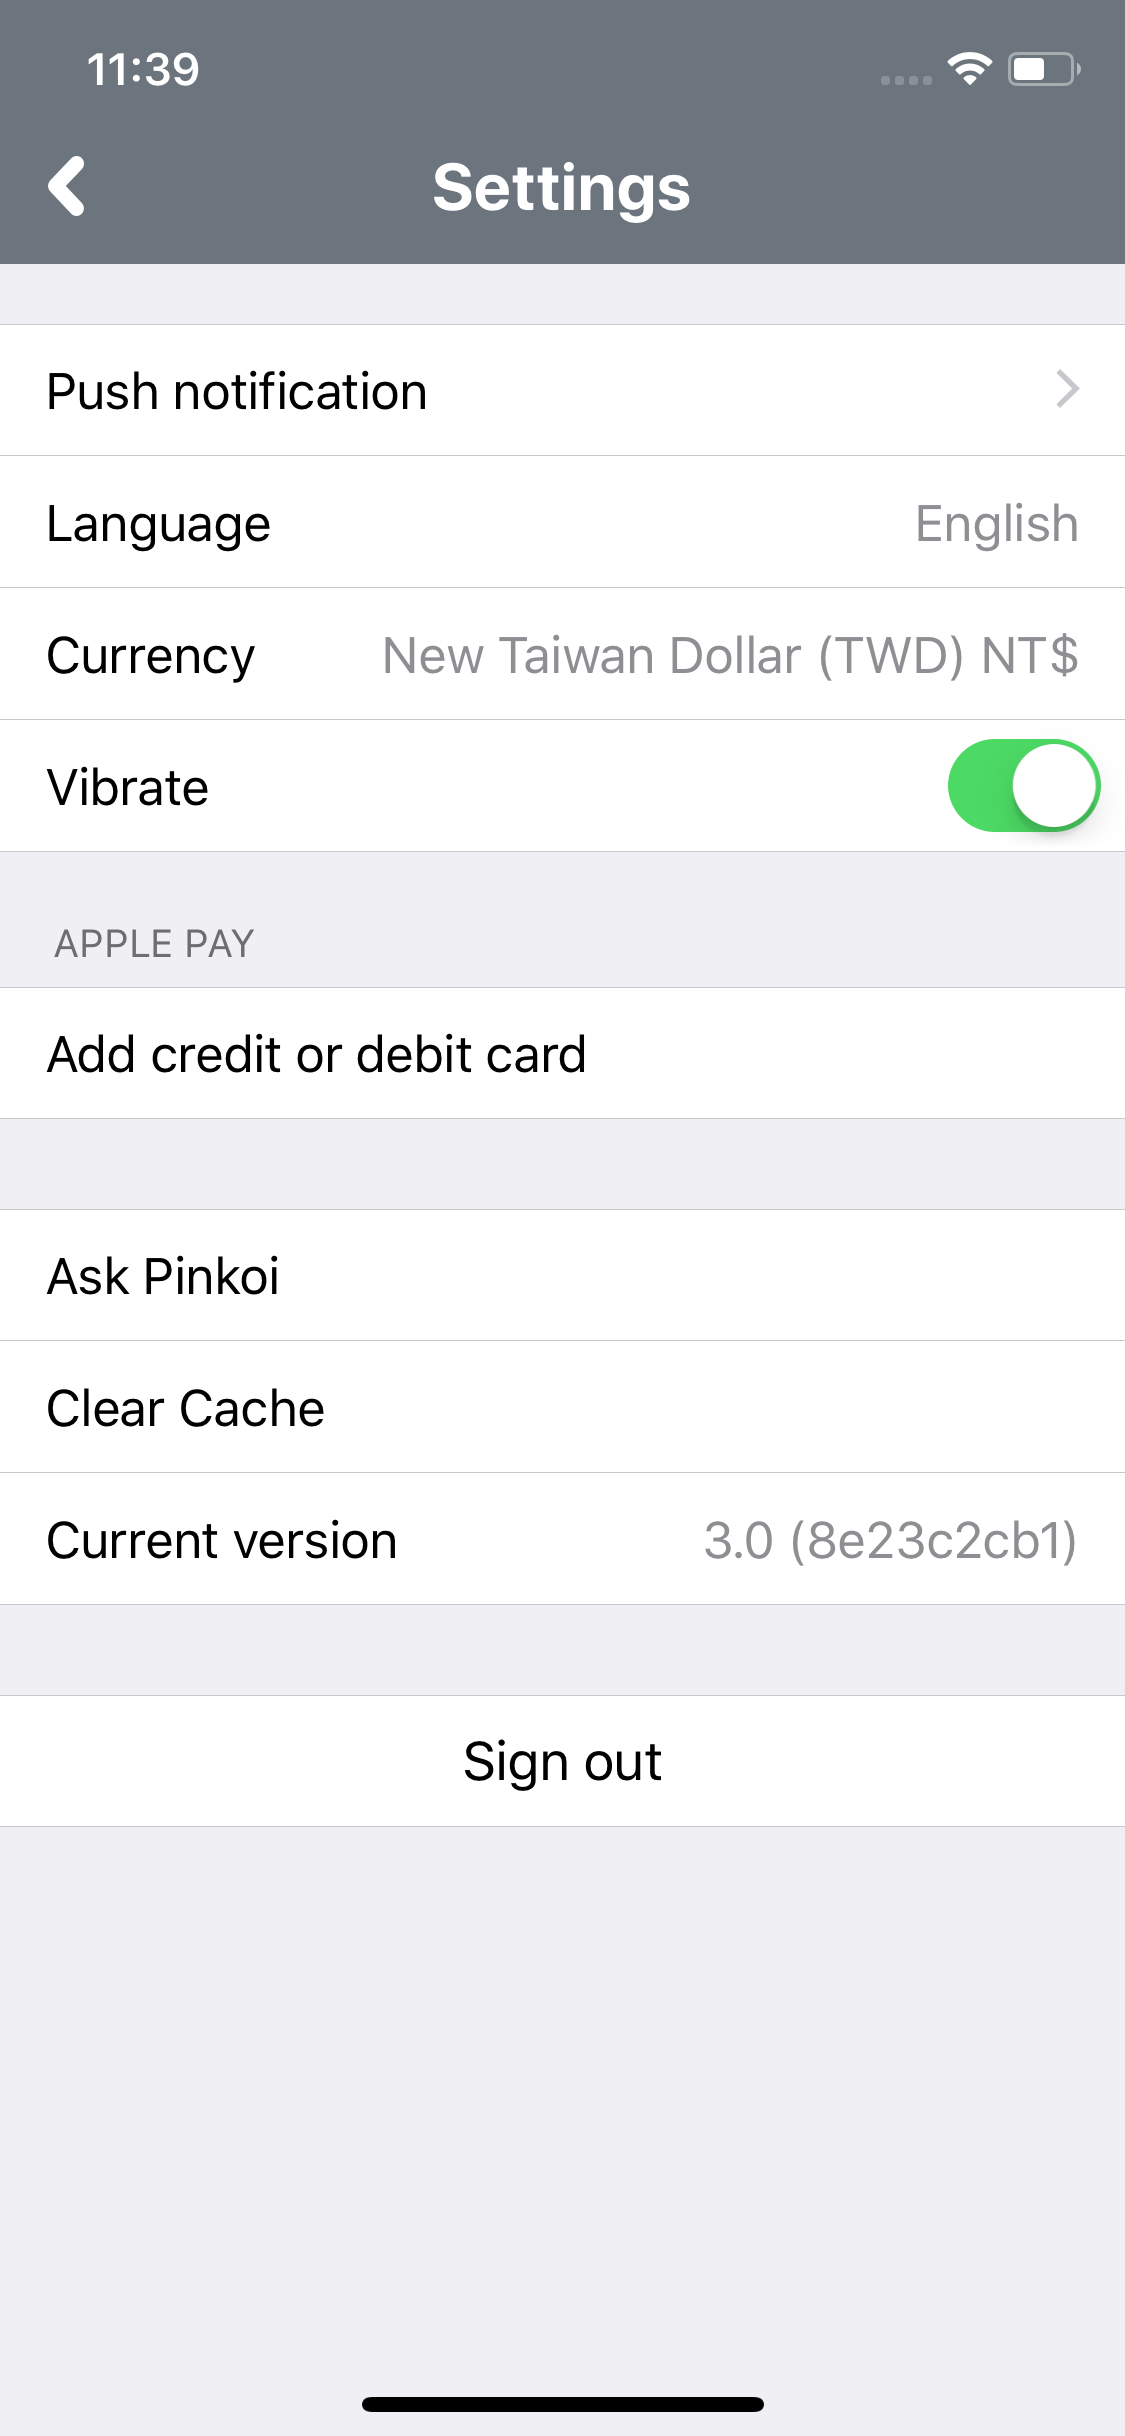 11:39
Settings
Push notification
Language English
Currency New Taiwan Dollar (TWD) NT$
Vibrate
APPLE PAY
Add credit or debit card
Ask Pinkoi
Clear Cache
Current version 3.0 (8e23c2cb1)
Sign out